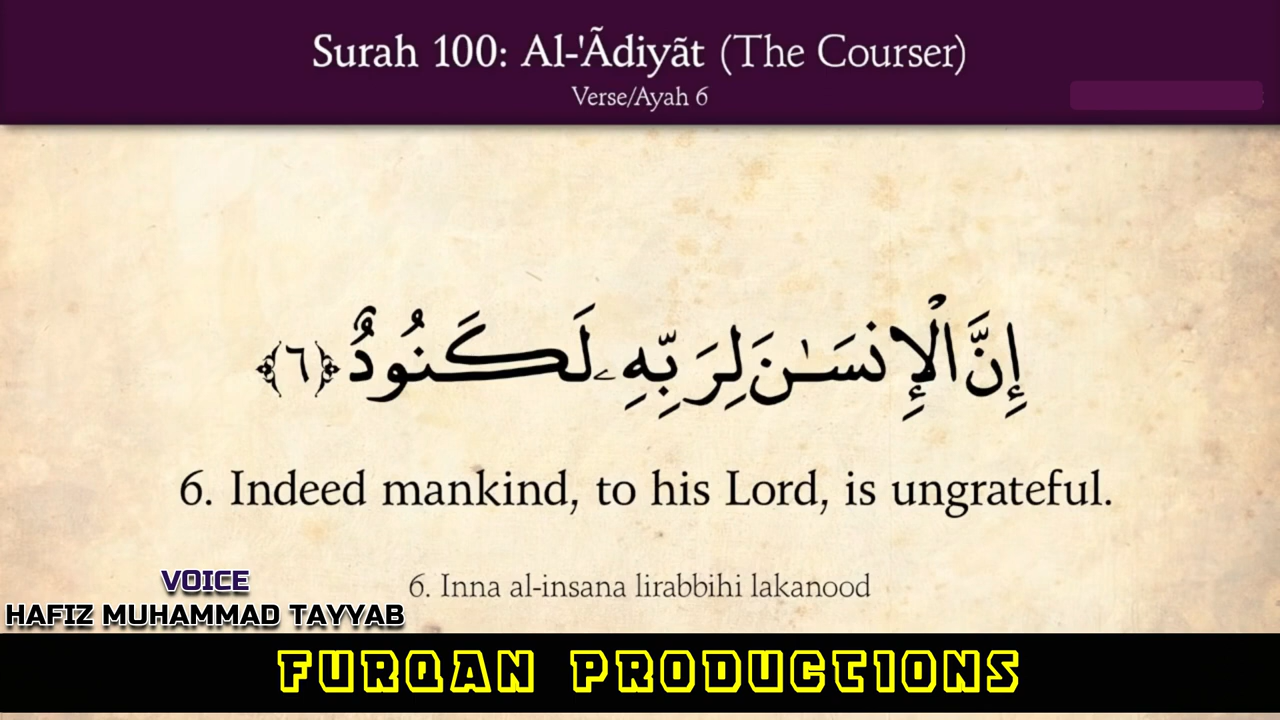 Surah 100: Al-'Ãdiyãt (The Courser)
Verse/Ayah 6
إِنَّ الْإِنسَـٰنَ لِرَبِّهِۦ لَكَنُودٌ ﴿٦﴾
6. Indeed mankind, to his Lord, is ungrateful.
6. Inna al-insana lirabbihi lakanood
VOICE
HAFIZ MUHAMMAD TAYYAB
FURQAN PRODUCTIONS